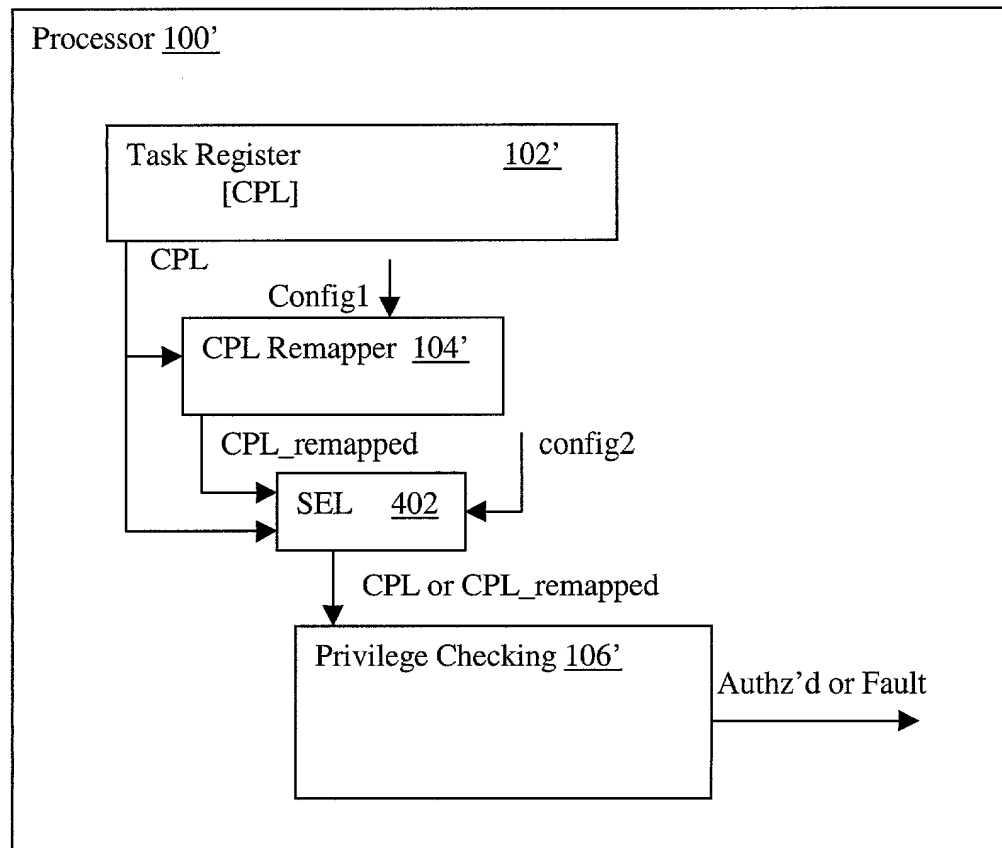 Processor 100’
Task Register 102’
[CPL]
CPL
Config1
CPL Remapper 104’
CPL_remapped
config2
SEL 402
CPL or CPL_remapped
Privilege Checking 106’
Authz’d or Fault